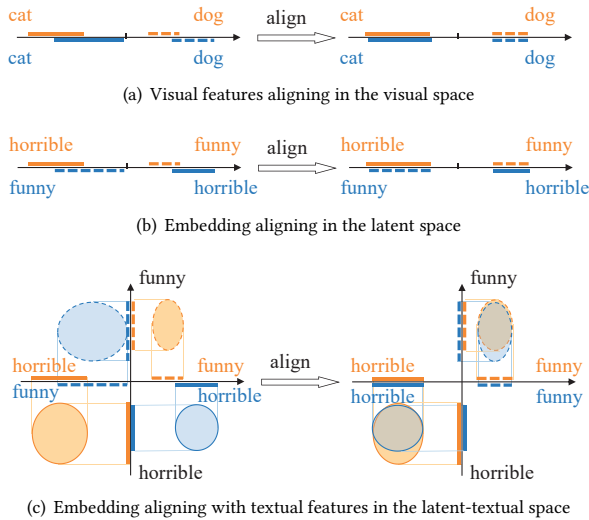 cat dog align cat dog
cat dog cat dog
(a) Visual features aligning in the visual space
horrible funny align horrible funny
funny horrible funny horrible
(b) Embedding aligning in the latent space
funny funny
horrible funny align horrible funny
funny horrible horrible funny
horrible horrible
(c) Embedding aligning with textual features in the latent-textual space